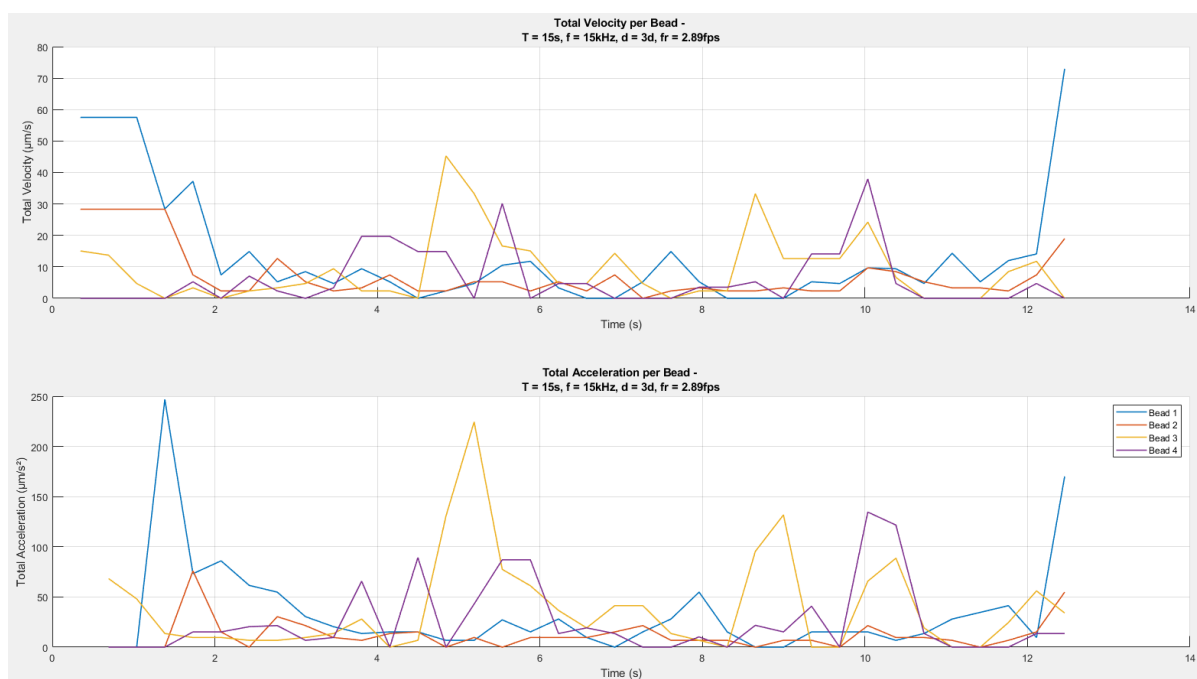 Total Velocity per Bead -
T = 15s, f = 15kHz, d = 3d, fr = 2.89fps
80
70
60
50
40
30
20
10
0
Total Velocity (μm/s)
0 2 4 6 8 10 12 14
Time (s)
Total Acceleration per Bead -
T = 15s, f = 15kHz, d = 3d, fr = 2.89fps
250
200
150
100
50
0
Total Acceleration (μm/s²)
Bead 1
Bead 2
Bead 3
Bead 4
0 2 4 6 8 10 12 14
Time (s)